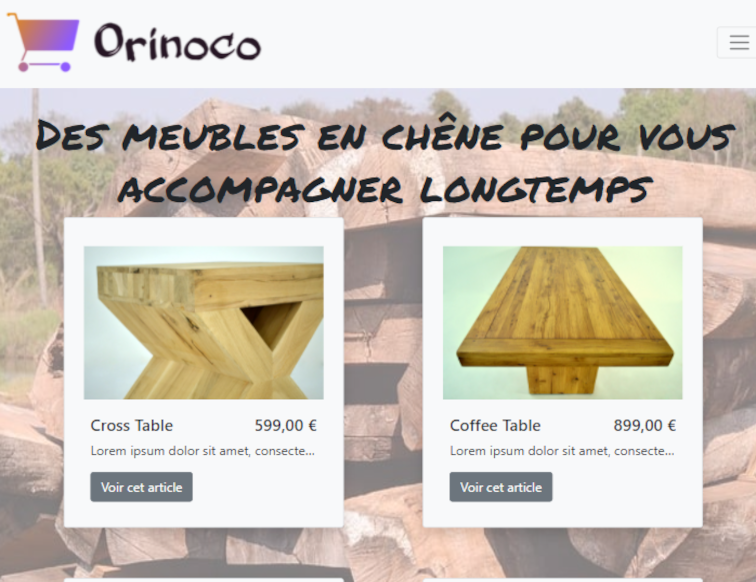 Orinoco
Des meubles en chêne pour vous
accompagner longtemps
Cross Table 599,00 €
Lorem ipsum dolor sit amet, consecte...
Voir cet article
Coffee Table 899,00 €
Lorem ipsum dolor sit amet, consecte...
Voir cet article